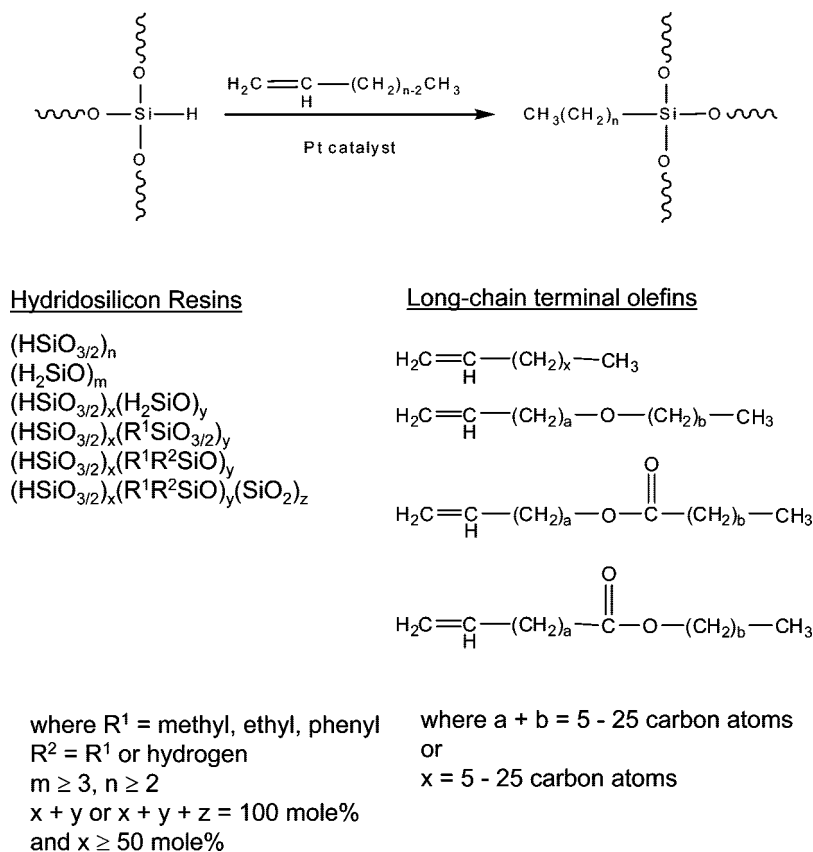 O
O
H₂C=C—(CH₂)ₙ₋₂CH₃
H
O—Si—H
CH₃(CH₂)ₙ—Si—O
Pt catalyst
O
O
Hydridosilicon Resins
(HSiO₃/₂)ₙ
(H₂SiO)ₘ
(HSiO₃/₂)ₓ(H₂SiO)ᵧ
(HSiO₃/₂)ₓ(R¹SiO₃/₂)ᵧ
(HSiO₃/₂)ₓ(R¹R²SiO)ᵧ
(HSiO₃/₂)ₓ(R¹R²SiO)ᵧ(SiO₂)z
Long-chain terminal olefins
H₂C=C—(CH₂)ₓ—CH₃
H
H₂C=C—(CH₂)ₐ—O—(CH₂)b—CH₃
H
O
H₂C=C—(CH₂)ₐ—O—C—(CH₂)b—CH₃
H
O
H₂C=C—(CH₂)ₐ—C—O—(CH₂)b—CH₃
H
where R¹ = methyl, ethyl, phenyl
R² = R¹ or hydrogen
m ≥ 3, n ≥ 2
x + y or x + y + z = 100 mole%
and x ≥ 50 mole%
where a + b = 5 - 25 carbon atoms
or
x = 5 - 25 carbon atoms